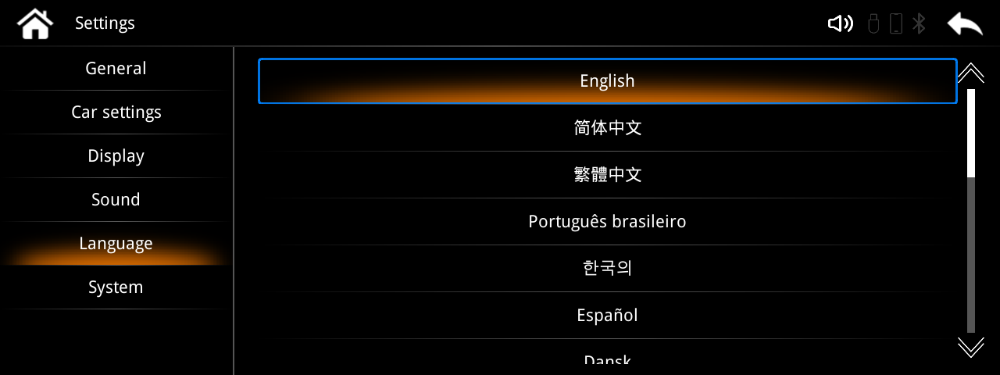 Settings
General
Car settings
Display
Sound
Language
System
English
简体中文
繁體中文
Português brasileiro
한국의
Español
Dansk